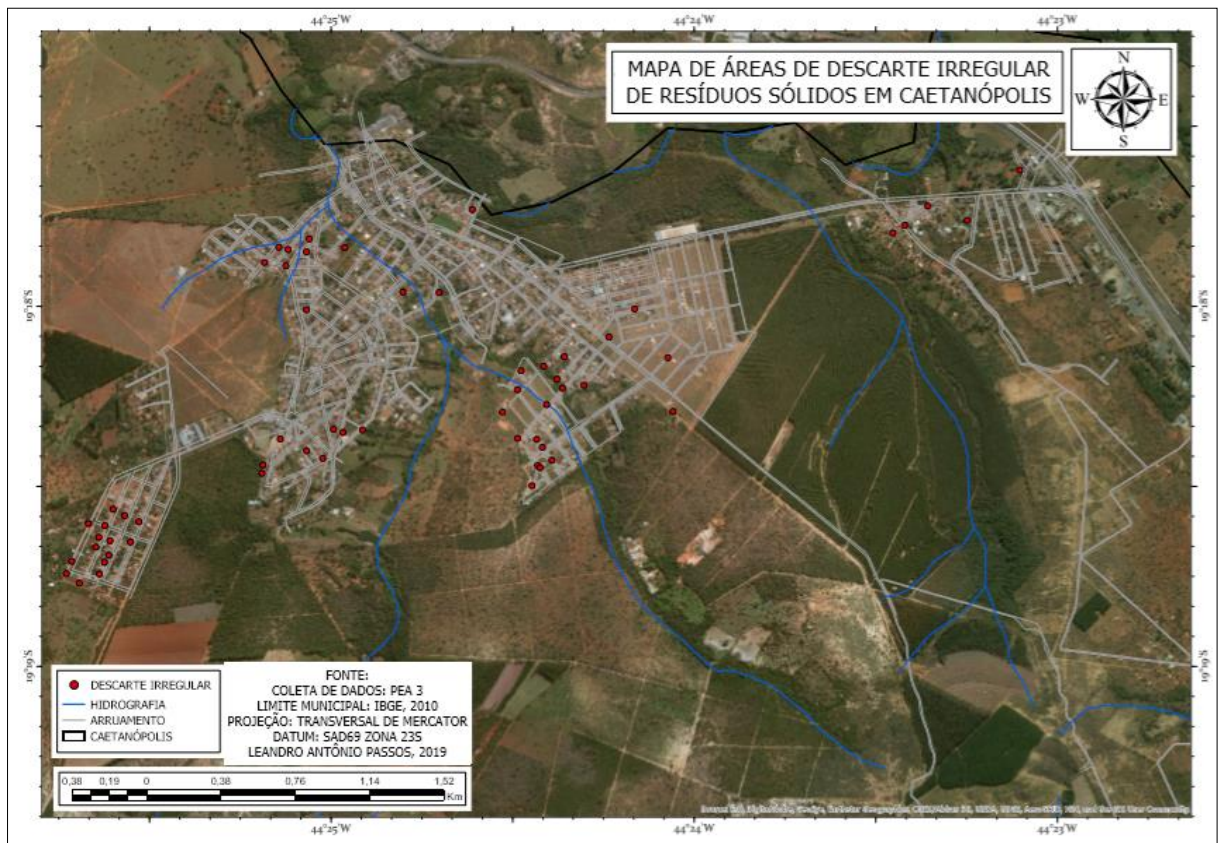 44°25'W 44°24'W 44°23'W
MAPA DE ÁREAS DE DESCARTE IRREGULAR
DE RESÍDUOS SÓLIDOS EM CAETANÓPOLIS
N
W E
S
19°18'S 19°18'S
19°19'S 19°19'S
DESCARTE IRREGULAR
HIDROGRAFIA
ARRUAMENTO
CAETANÓPOLIS
FONTE:
COLETA DE DADOS: PEA 3
LIMITE MUNICIPAL: IBGE, 2010
PROJEÇÃO: TRANSVERSAL DE MERCATOR
DATUM: SAD69 ZONA 23S
LEANDRO ANTÔNIO PASSOS, 2019
0,38 0,19 0 0,38 0,76 1,14 1,52
Km
44°25'W 44°24'W 44°23'W